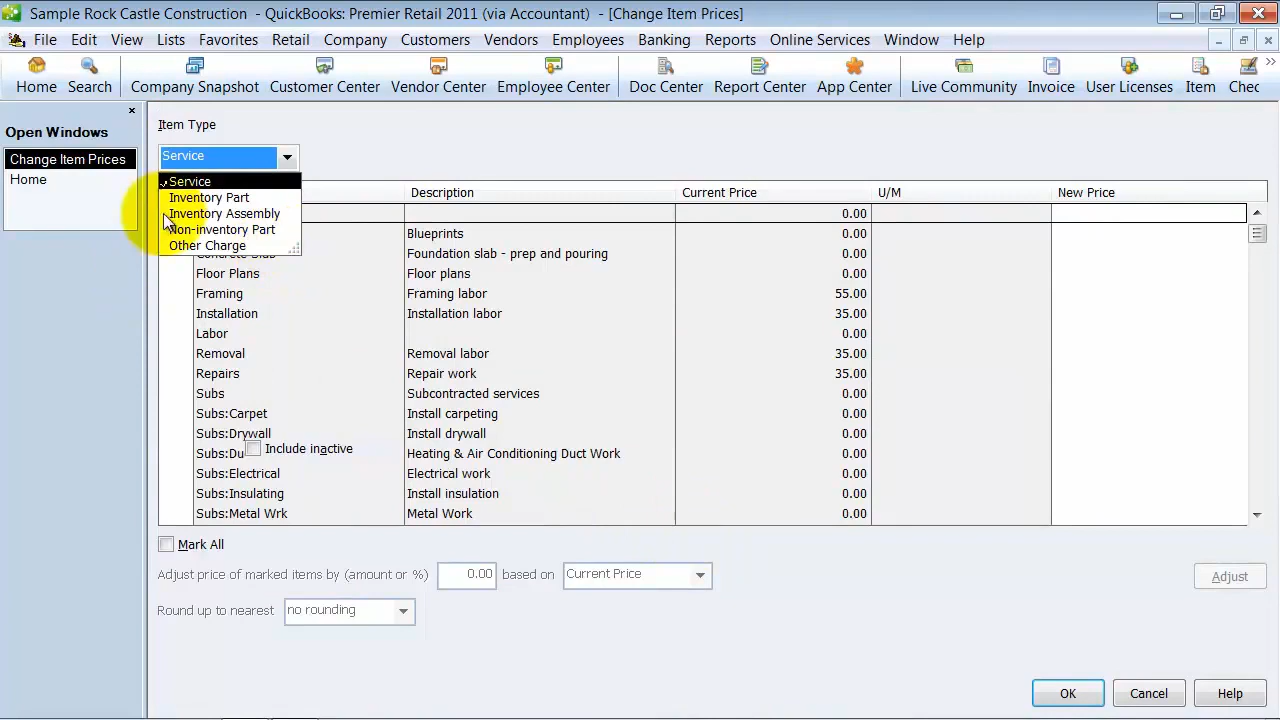 Sample Rock Castle Construction - QuickBooks: Premier Retail 2011 (via Accountant) - [Change Item Prices]
File Edit View Lists Favorites Retail Company Customers Vendors Employees Banking Reports Online Services Window Help
Home Search Company Snapshot Customer Center Vendor Center Employee Center Doc Center Report Center App Center Live Community Invoice User Licenses Item Chec
Open Windows
Change Item Prices
Home
Item Type
Service
Service
Inventory Part
Inventory Assembly
Non-inventory Part
Other Charge
Description Current Price U/M New Price
0.00
Blueprints 0.00
Concrete Slab Foundation slab - prep and pouring 0.00
Floor Plans Floor plans 0.00
Framing Framing labor 55.00
Installation Installation labor 35.00
Labor 0.00
Removal Removal labor 35.00
Repairs Repair work 35.00
Subs Subcontracted services 0.00
Subs:Carpet Install carpeting 0.00
Subs:Drywall Install drywall 0.00
Include inactive
Subs:Du Heating & Air Conditioning Duct Work 0.00
Subs:Electrical Electrical work 0.00
Subs:Insulating Install insulation 0.00
Subs:Metal Wrk Metal Work 0.00
Mark All
Adjust price of marked items by (amount or %) 0.00 based on Current Price Adjust
Round up to nearest no rounding
OK Cancel Help